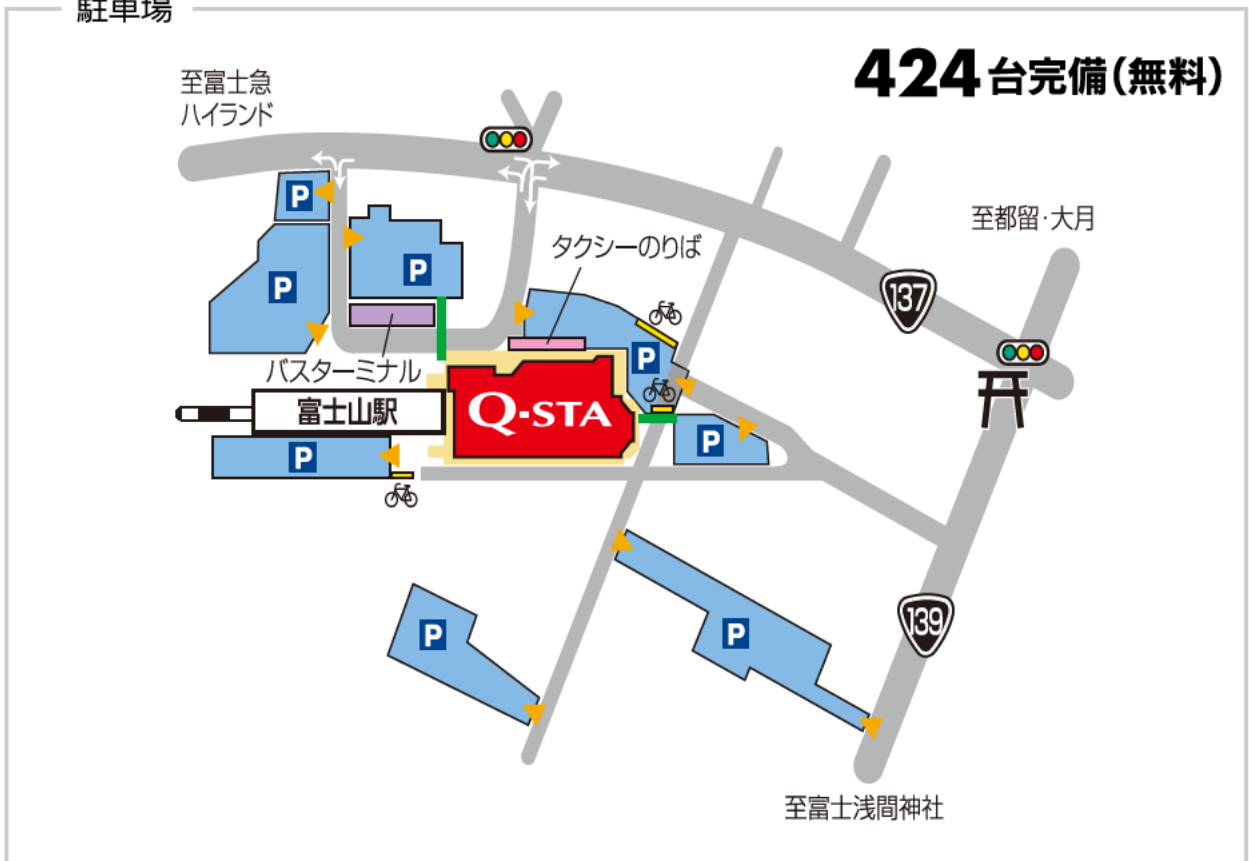 駐車場
424台完備(無料)
至富士急
ハイランド
至都留・大月
P
タクシーのりば
P
P
137
P
バスターミナル
富士山駅
Q-STA
P
P
139
P
P
至富士浅間神社